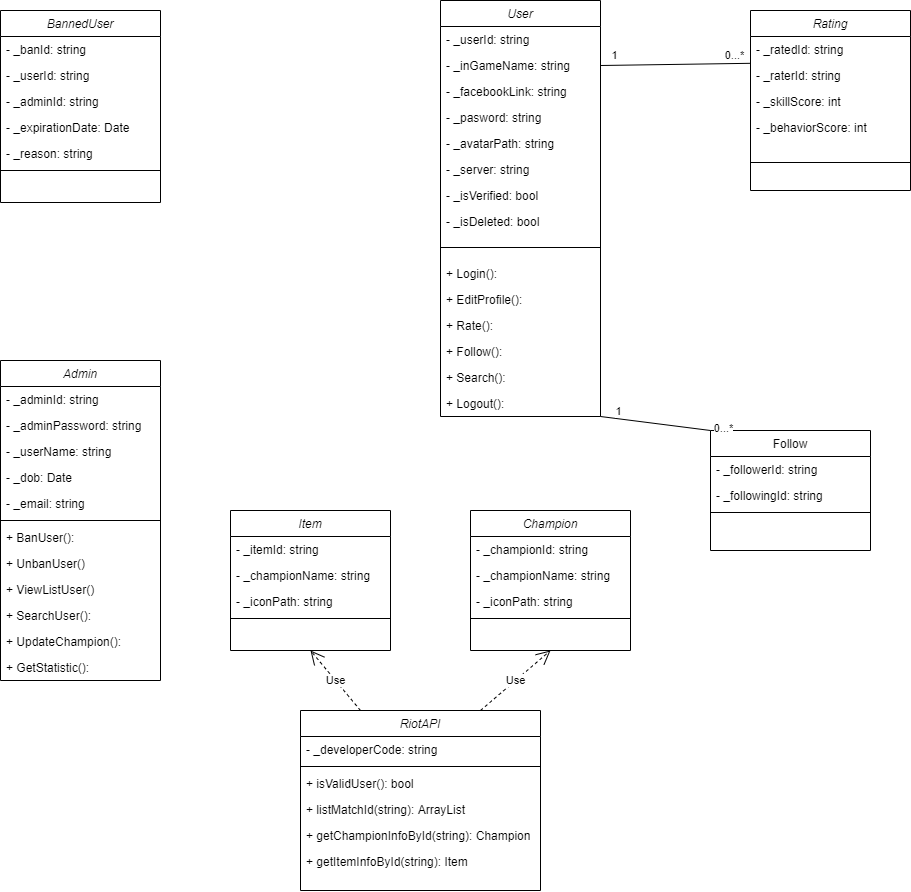 BannedUser
- _banId: string
- _userId: string
- _adminId: string
- _expirationDate: Date
- _reason: string
User
- _userId: string
- _inGameName: string
- _facebookLink: string
- _pasword: string
- _avatarPath: string
- _server: string
- _isVerified: bool
- _isDeleted: bool
+ Login():
+ EditProfile():
+ Rate():
+ Follow():
+ Search():
+ Logout():
1
0...*
Rating
- _ratedId: string
- _raterId: string
- _skillScore: int
- _behaviorScore: int
1
0...*
Follow
- _followerId: string
- _followingId: string
Admin
- _adminId: string
- _adminPassword: string
- _userName: string
- _dob: Date
- _email: string
+ BanUser():
+ UnbanUser()
+ ViewListUser()
+ SearchUser():
+ UpdateChampion():
+ GetStatistic():
Item
- _itemId: string
- _championName: string
- _iconPath: string
Champion
- _championId: string
- _championName: string
- _iconPath: string
Use
Use
RiotAPI
- _developerCode: string
+ isValidUser(): bool
+ listMatchId(string): ArrayList
+ getChampionInfoById(string): Champion
+ getItemInfoById(string): Item